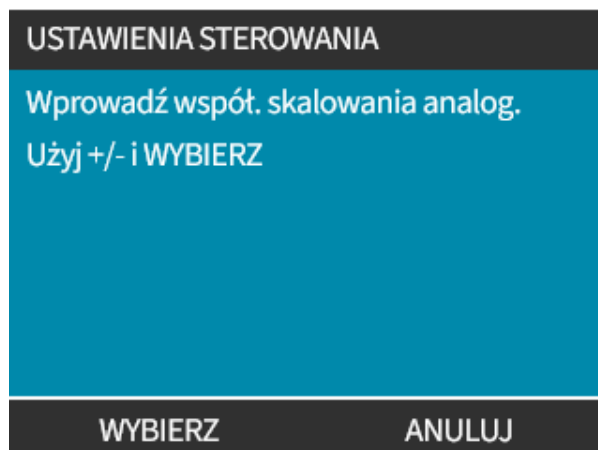 USTAWIENIA STEROWANIA
Wprowadź współ. skalowania analog.
Użyj +/- i WYBIERZ
WYBIERZ ANULUJ